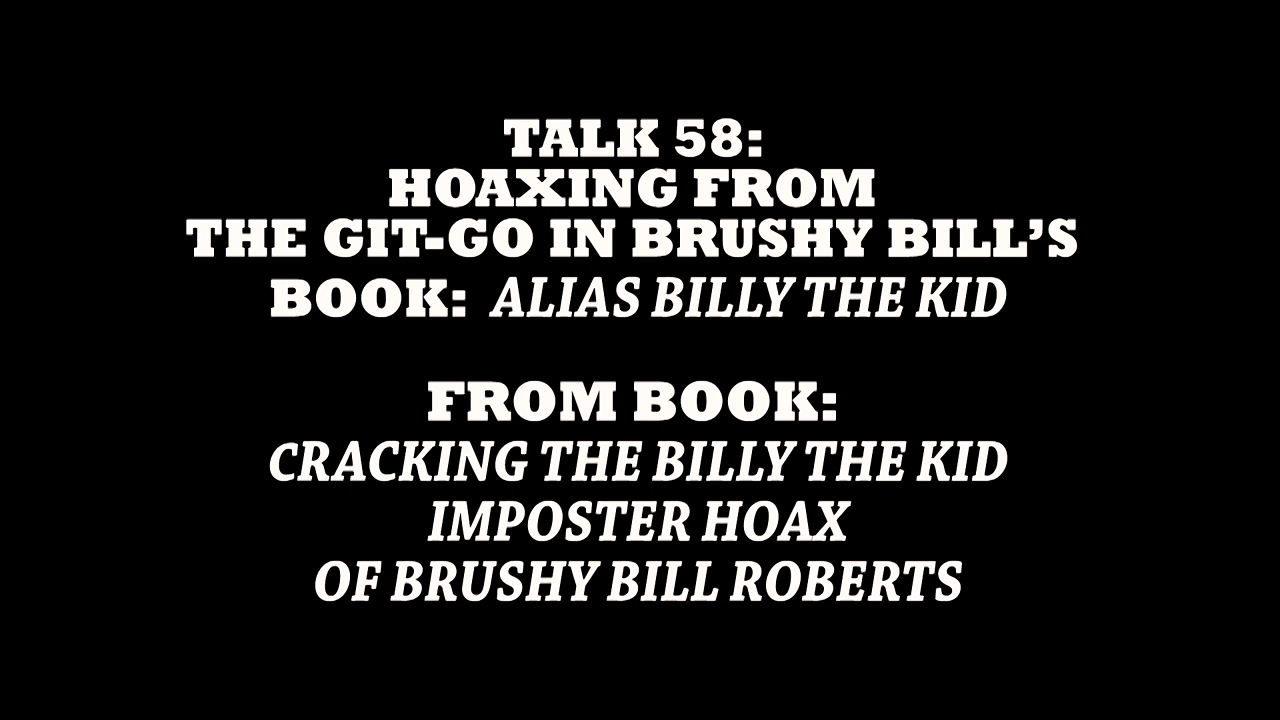 TALK 58:
HOAXING FROM
THE GIT-GO IN BRUSHY BILL’S
BOOK: ALIAS BILLY THE KID
FROM BOOK:
CRACKING THE BILLY THE KID
IMPOSTER HOAX
OF BRUSHY BILL ROBERTS